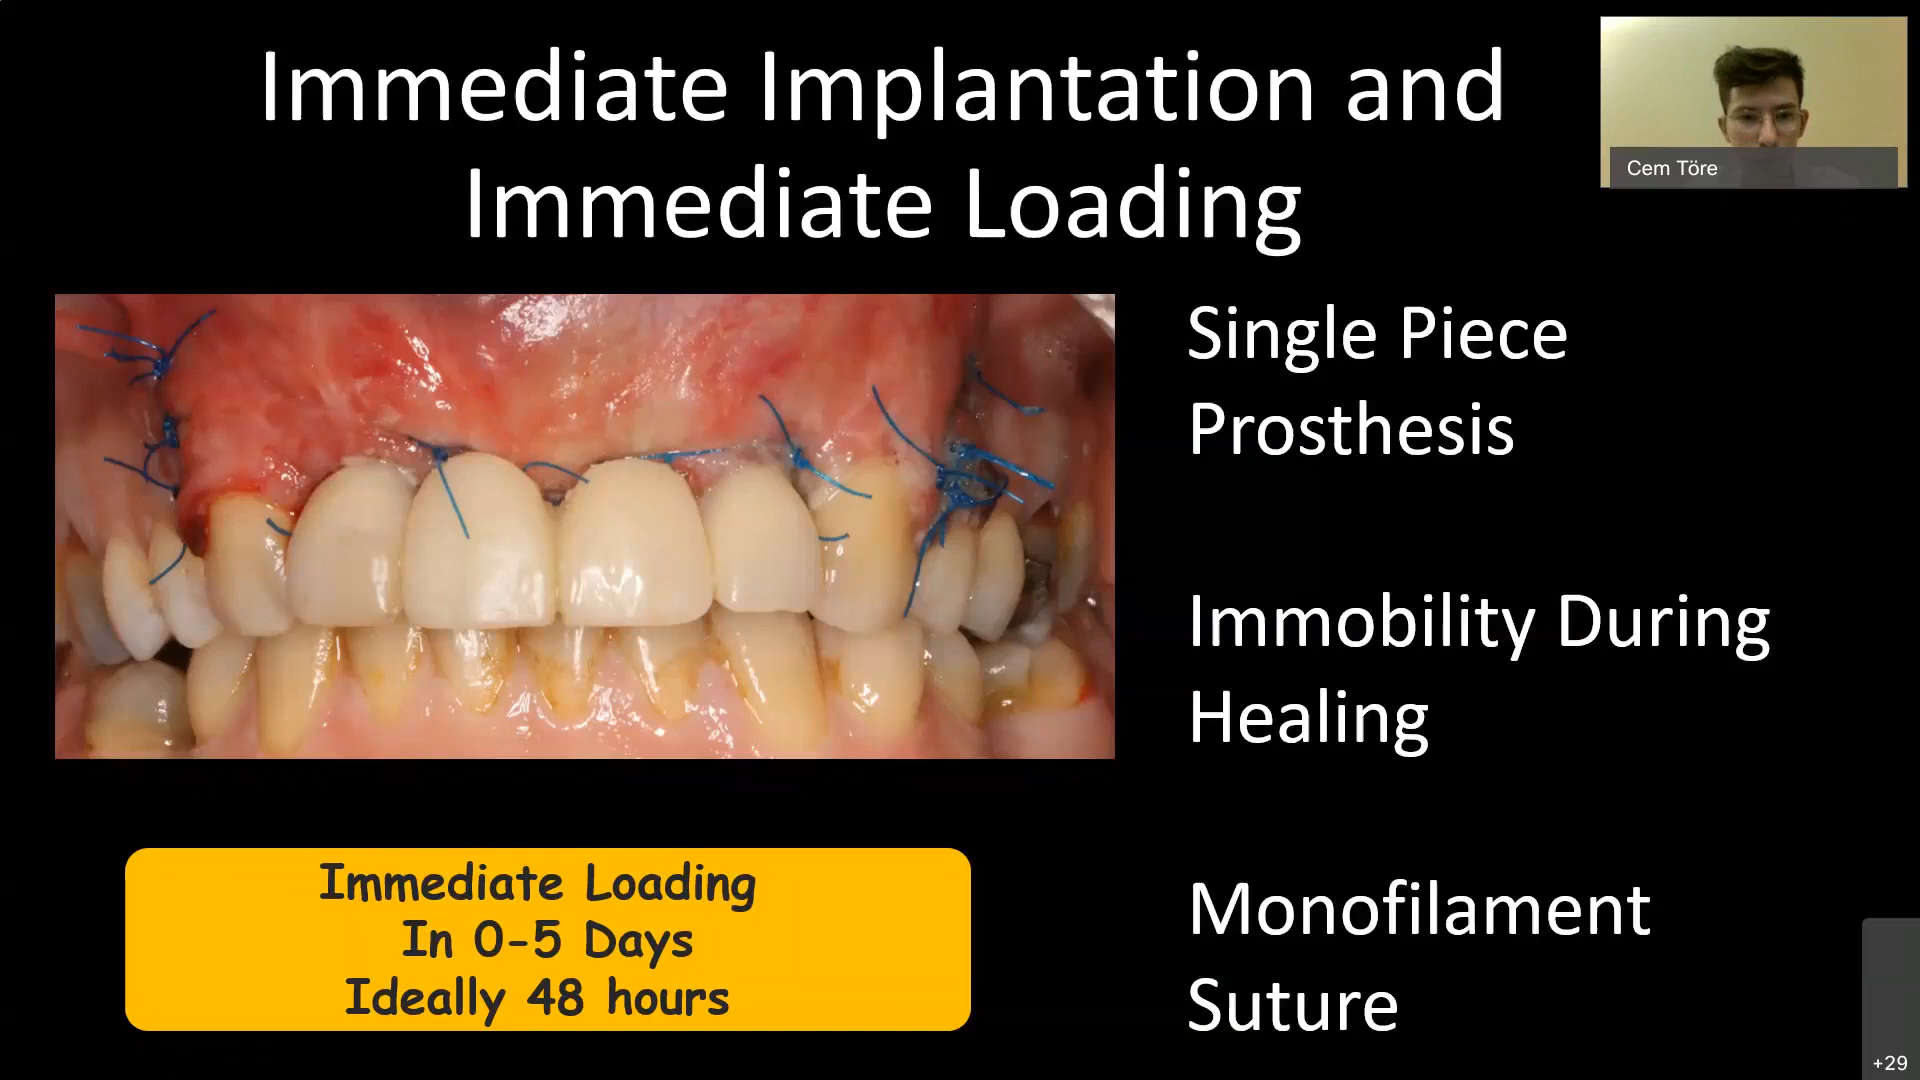 Immediate Implantation and
Immediate Loading
Cem Töre
Single Piece
Prosthesis
Immobility During
Healing
Monofilament
Suture
Immediate Loading
In 0-5 Days
Ideally 48 hours
+29